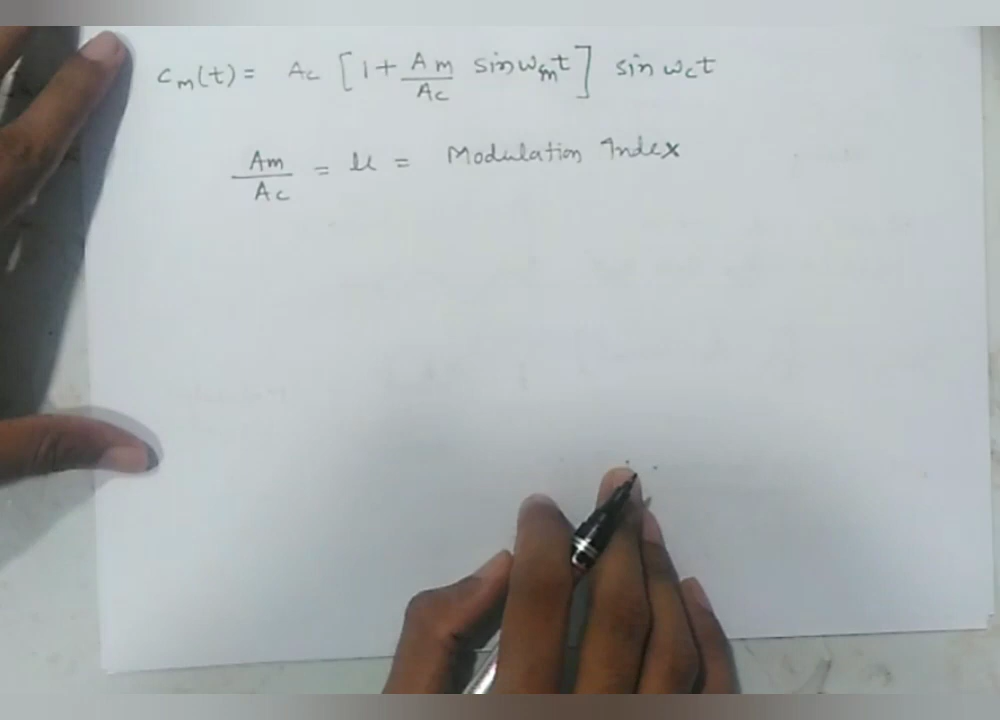 Cm(t) = Ac [1 + Am/Ac sin ωmt] sin ωct
Am/Ac = μ = Modulation Index